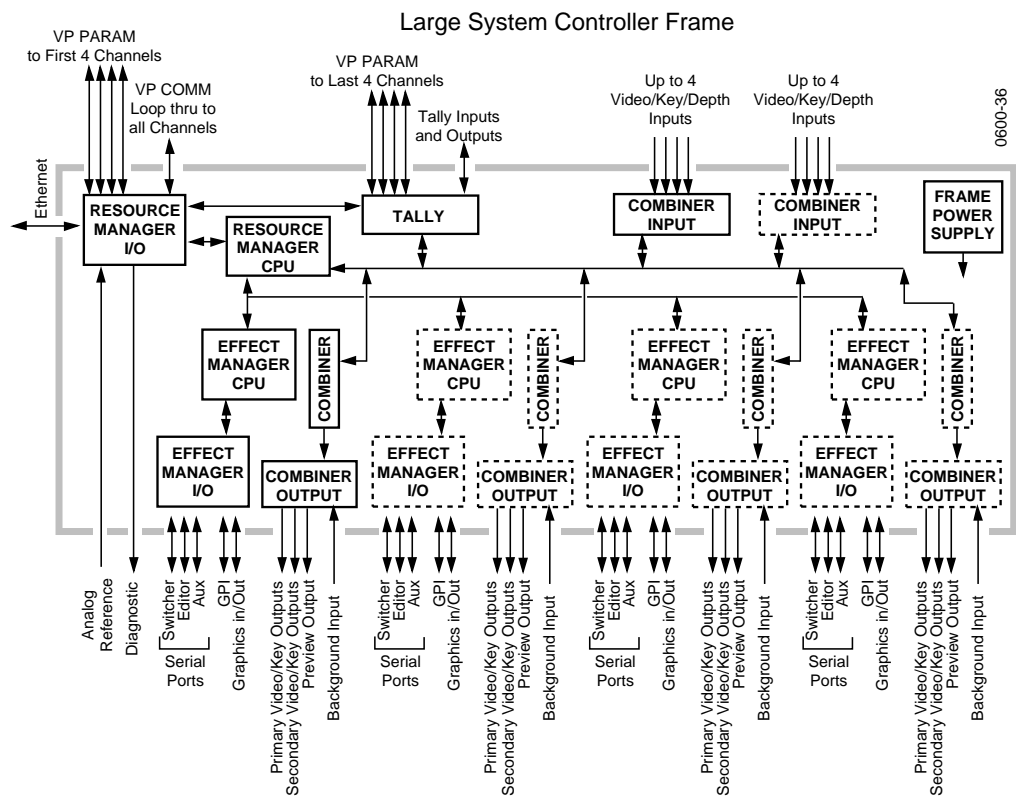 Large System Controller Frame
VP PARAM
to First 4 Channels
VP COMM
Loop thru to
all Channels
VP PARAM
to Last 4 Channels
Tally Inputs
and Outputs
Up to 4
Video/Key/Depth
Inputs
Up to 4
Video/Key/Depth
Inputs
0600-36
Ethernet
RESOURCE
MANAGER
I/O
RESOURCE
MANAGER
CPU
TALLY
COMBINER
INPUT
COMBINER
INPUT
FRAME
POWER
SUPPLY
EFFECT
MANAGER
CPU
COMBINER
EFFECT
MANAGER
CPU
COMBINER
EFFECT
MANAGER
CPU
COMBINER
EFFECT
MANAGER
CPU
COMBINER
EFFECT
MANAGER
I/O
COMBINER
OUTPUT
EFFECT
MANAGER
I/O
COMBINER
OUTPUT
EFFECT
MANAGER
I/O
COMBINER
OUTPUT
EFFECT
MANAGER
I/O
COMBINER
OUTPUT
Analog
Reference
Diagnostic
Switcher
Editor
Aux
Serial
Ports
GPI
Graphics in/Out
Primary Video/Key Outputs
Secondary Video/Key Outputs
Preview Output
Background Input
Switcher
Editor
Aux
Serial
Ports
GPI
Graphics in/Out
Primary Video/Key Outputs
Secondary Video/Key Outputs
Preview Output
Background Input
Switcher
Editor
Aux
Serial
Ports
GPI
Graphics in/Out
Primary Video/Key Outputs
Secondary Video/Key Outputs
Preview Output
Background Input
Switcher
Editor
Aux
Serial
Ports
GPI
Graphics in/Out
Primary Video/Key Outputs
Secondary Video/Key Outputs
Preview Output
Background Input